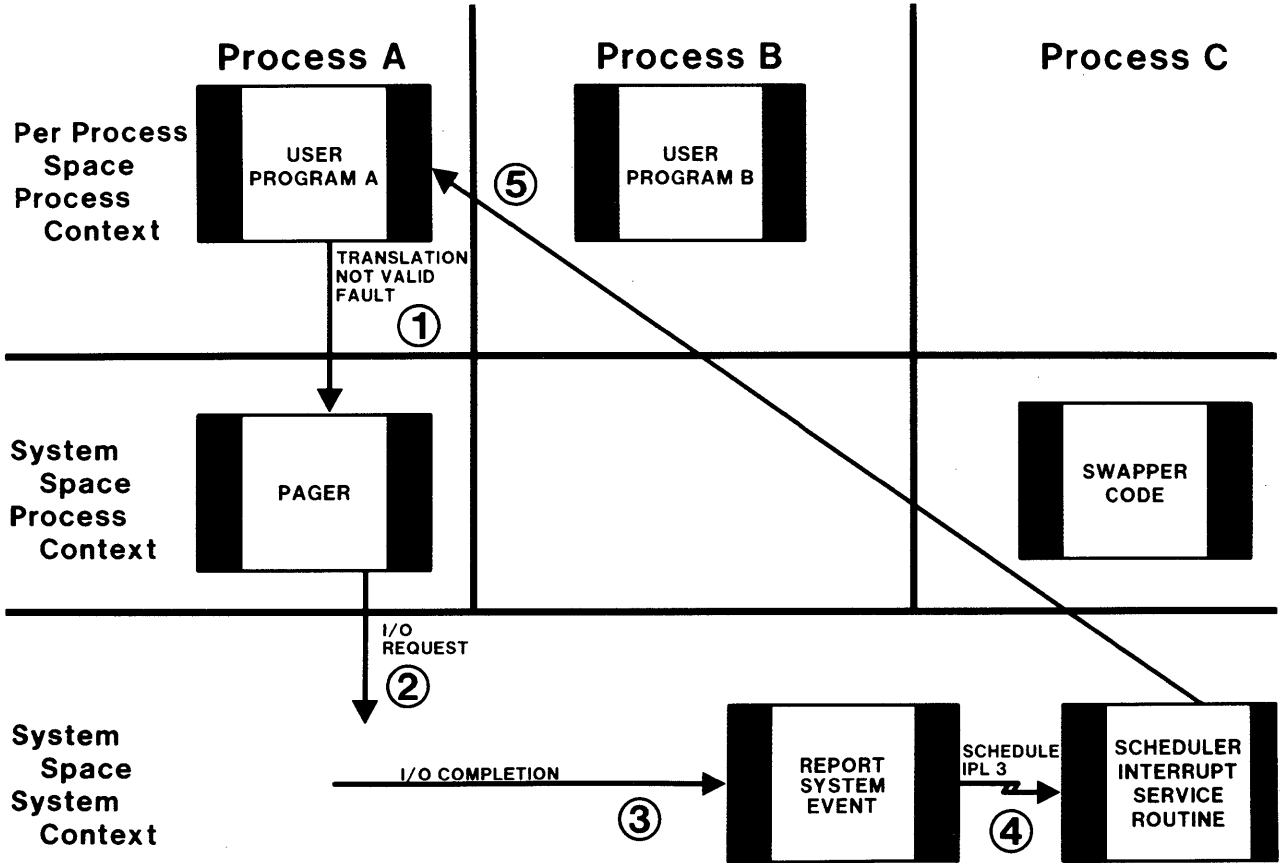 Process A
Process B
Process C
Per Process
Space
Process
Context
USER
PROGRAM A
USER
PROGRAM B
⑤
TRANSLATION
NOT VALID
FAULT
①
System
Space
Process
Context
PAGER
SWAPPER
CODE
I/O
REQUEST
②
System
Space
System
Context
I/O COMPLETION
③
REPORT
SYSTEM
EVENT
SCHEDULE
IPL 3
④
SCHEDULER
INTERRUPT
SERVICE
ROUTINE